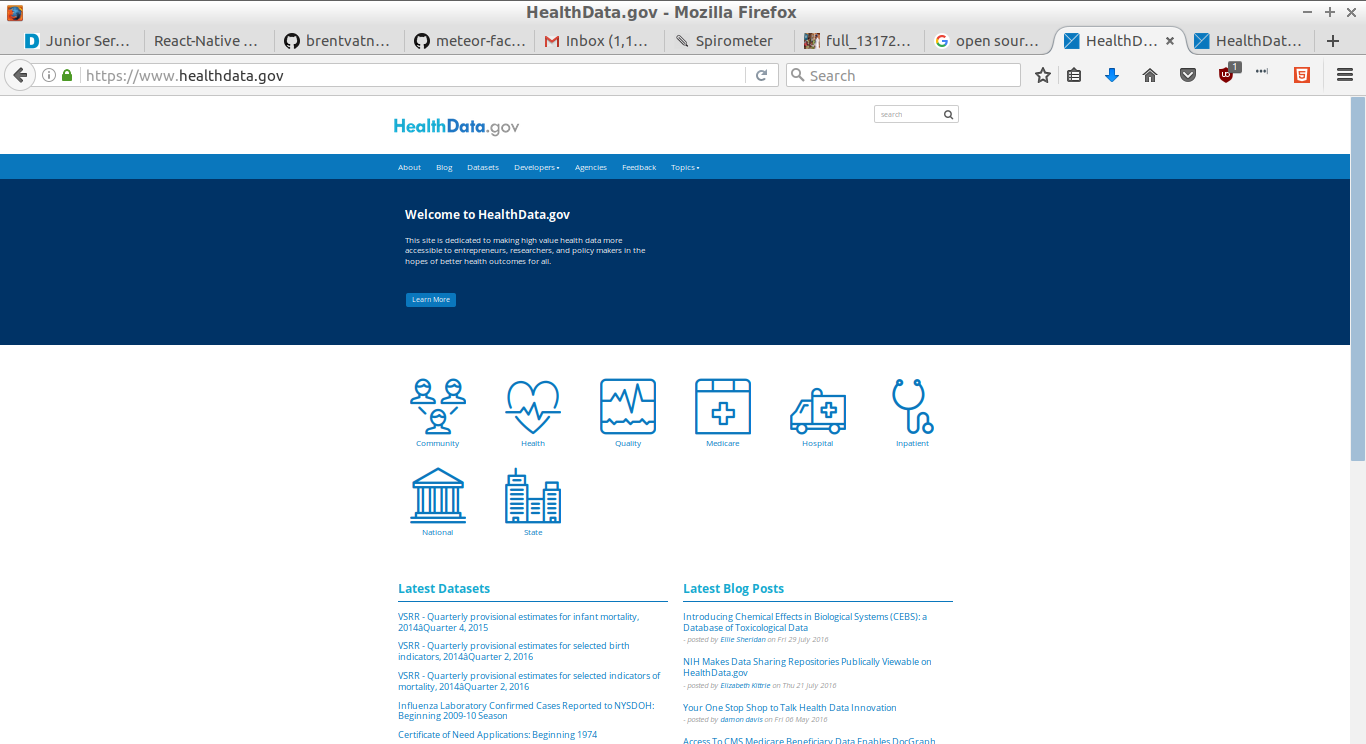 HealthData.gov - Mozilla Firefox
Junior Ser...
React-Native ...
brentvatn...
meteor-fac...
Inbox (1,1...
Spirometer
full_13172...
open sour...
HealthD...
HealthDat...
https://www.healthdata.gov
Search
1
HealthData.gov
search
About
Blog
Datasets
Developers
Agencies
Feedback
Topics
Welcome to HealthData.gov
This site is dedicated to making high value health data more
accessible to entrepreneurs, researchers, and policy makers in the
hopes of better health outcomes for all.
Learn More
Community
Health
Quality
Medicare
Hospital
Inpatient
National
State
Latest Datasets
VSRR - Quarterly provisional estimates for infant mortality,
2014âQuarter 4, 2015
VSRR - Quarterly provisional estimates for selected birth
indicators, 2014âQuarter 2, 2016
VSRR - Quarterly provisional estimates for selected indicators of
mortality, 2014âQuarter 2, 2016
Influenza Laboratory Confirmed Cases Reported to NYSDOH:
Beginning 2009-10 Season
Certificate of Need Applications: Beginning 1974
Latest Blog Posts
Introducing Chemical Effects in Biological Systems (CEBS): a
Database of Toxicological Data
- posted by Ellie Sheridan on Fri 29 July 2016
NIH Makes Data Sharing Repositories Publically Viewable on
HealthData.gov
- posted by Elizabeth Kittrie on Thu 21 July 2016
Your One Stop Shop to Talk Health Data Innovation
- posted by damon davis on Fri 06 May 2016
Access To CMS Medicare Beneficiary Data Enables DocGraph